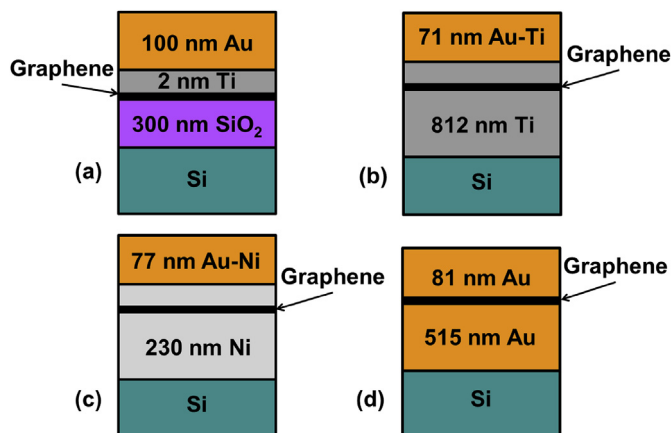 100 nm Au
Graphene
2 nm Ti
300 nm SiO₂
(a)
Si
71 nm Au-Ti
Graphene
812 nm Ti
(b)
Si
77 nm Au-Ni
Graphene
230 nm Ni
(c)
Si
81 nm Au
Graphene
515 nm Au
(d)
Si